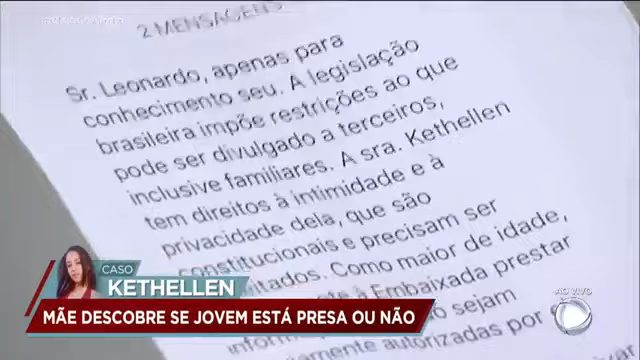 2 MENSAGENS
Sr. Leonardo, apenas para
conhecimento seu. A legislação
brasileira impõe restrições ao que
pode ser divulgado a terceiros,
inclusive familiares. A sra. Kethellen
tem direitos à intimidade e à
privacidade dela, que são
constitucionais e precisam ser
Como maior de idade,
à Embaixada prestar
sejam
autorizadas por
CASO
KETHELLEN
MÃE DESCOBRE SE JOVEM ESTÁ PRESA OU NÃO
AO VIVO